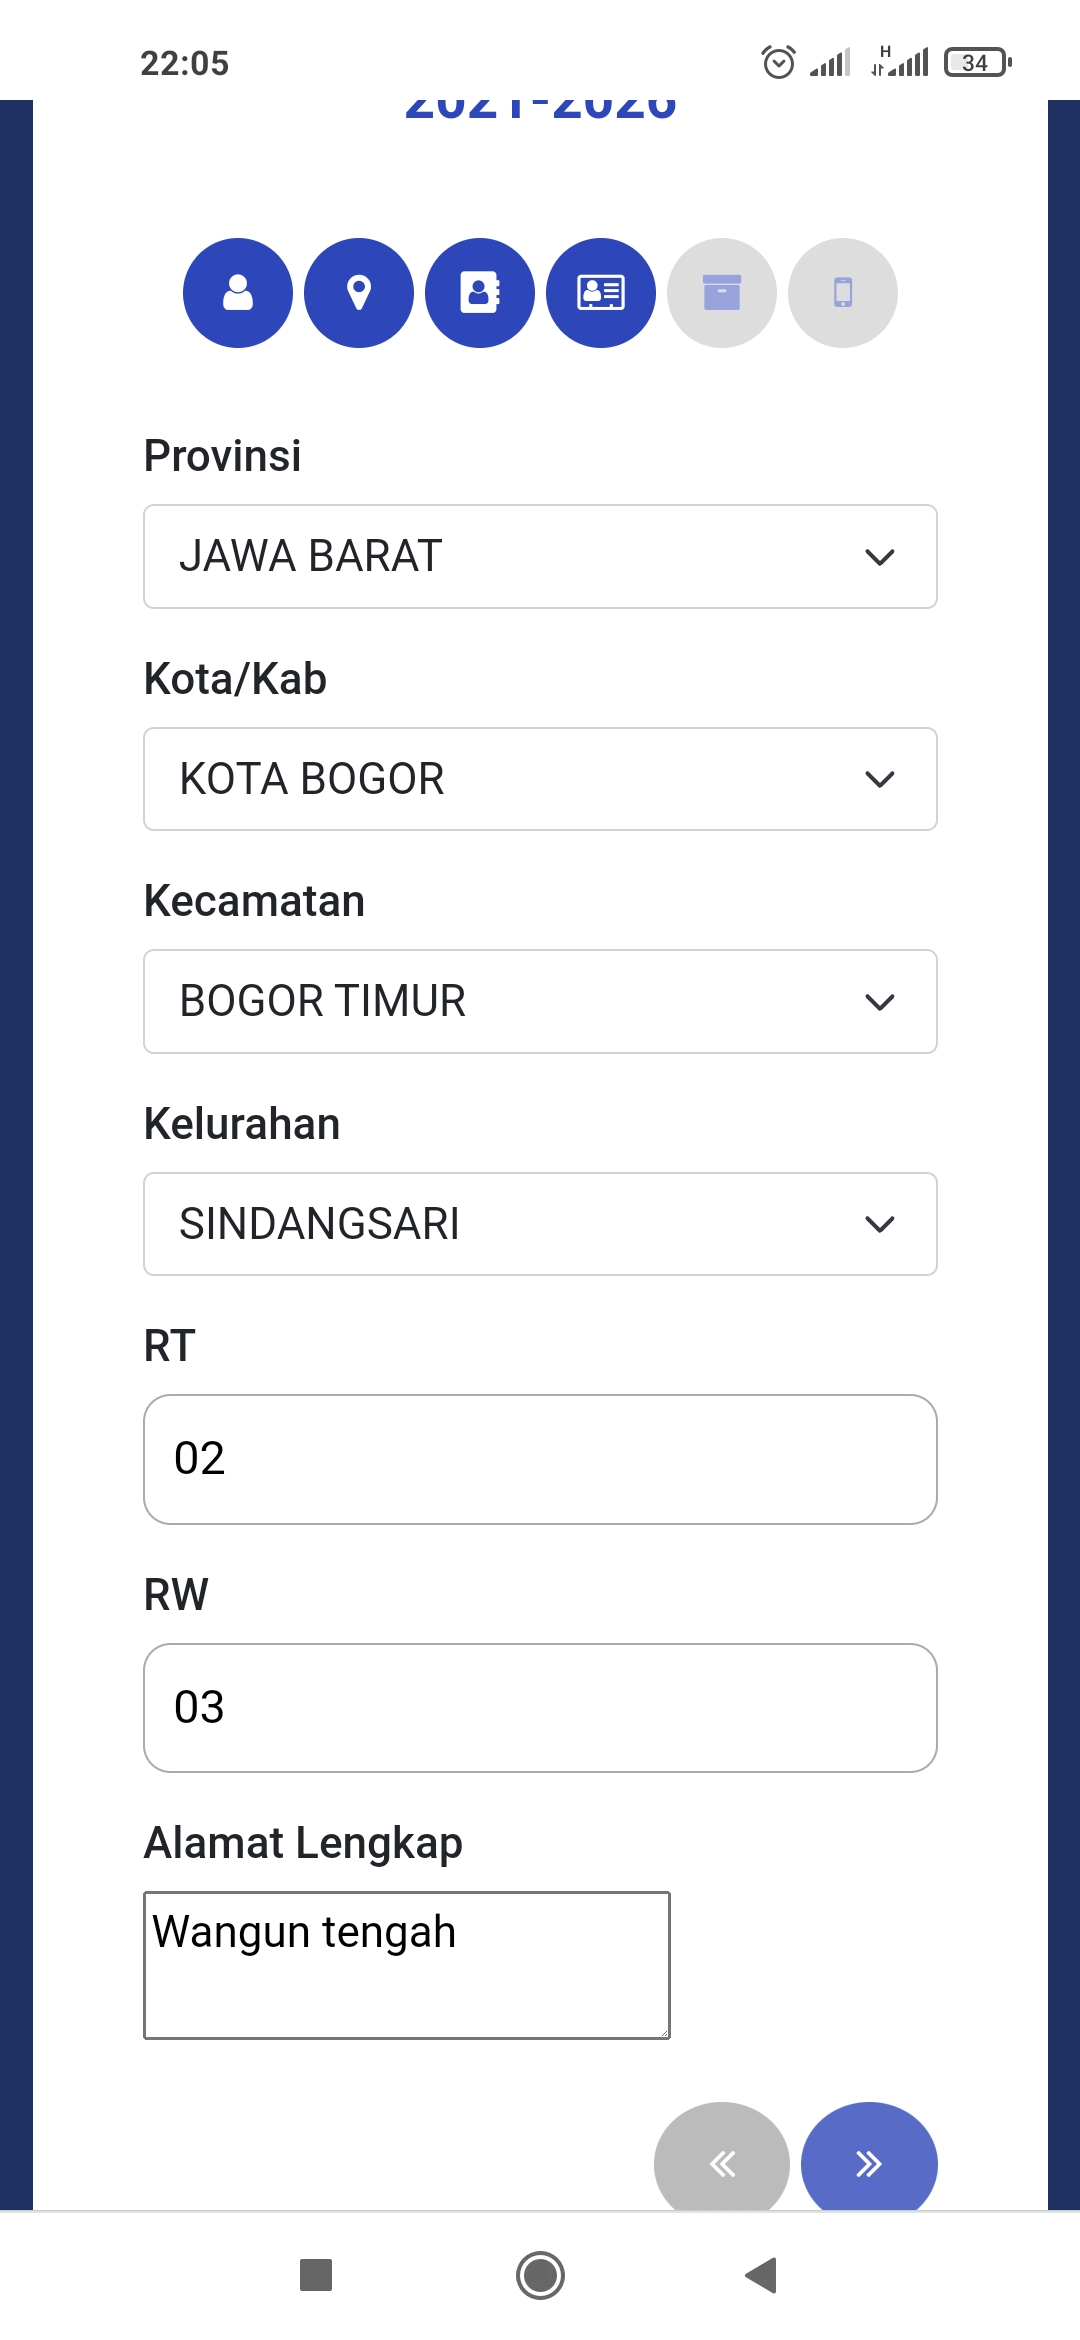 22:05
H
34
2021-2026
Provinsi
JAWA BARAT
Kota/Kab
KOTA BOGOR
Kecamatan
BOGOR TIMUR
Kelurahan
SINDANGSARI
RT
02
RW
03
Alamat Lengkap
Wangun tengah